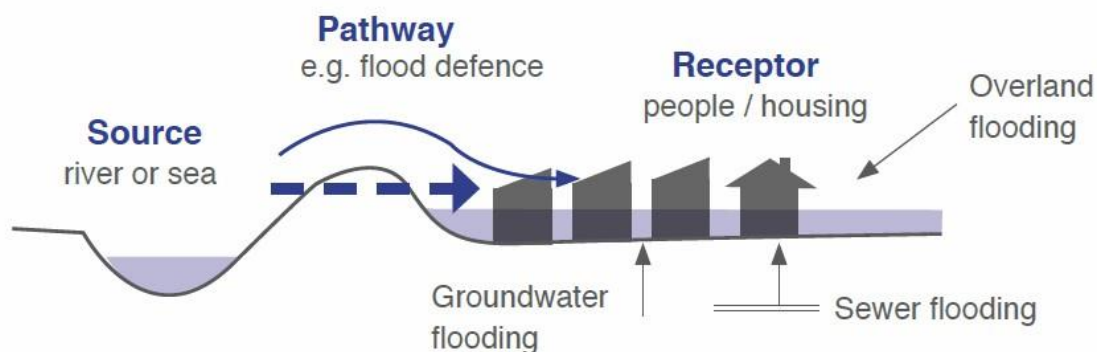 Pathway
e.g. flood defence
Receptor
people / housing
Overland
flooding
Source
river or sea
Groundwater
flooding
Sewer flooding